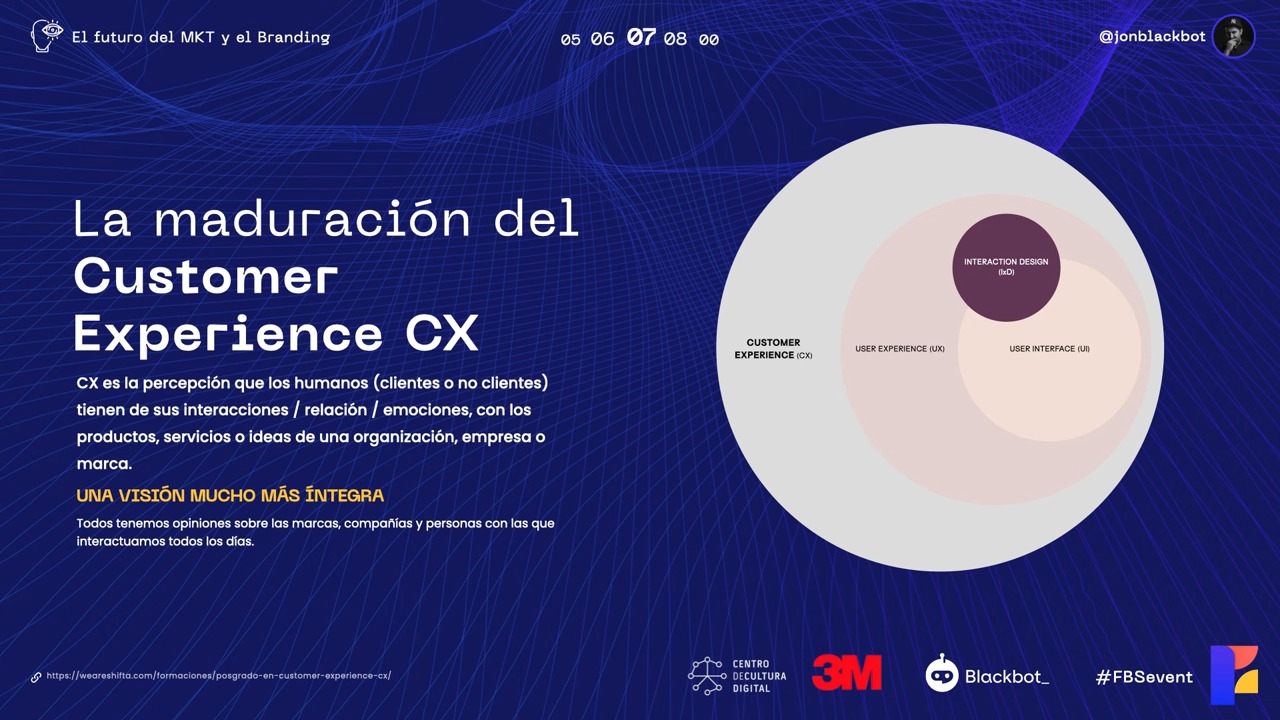 El futuro del MKT y el Branding
05 06 07 08 00
@jonblackbot
La maduración del
Customer
Experience CX
CX es la percepción que los humanos (clientes o no clientes)
tienen de sus interacciones / relación / emociones, con los
productos, servicios o ideas de una organización, empresa o
marca.
UNA VISIÓN MUCHO MÁS ÍNTEGRA
Todos tenemos opiniones sobre las marcas, compañías y personas con las que
interactuamos todos los días.
INTERACTION DESIGN
(IxD)
CUSTOMER
EXPERIENCE (CX)
USER EXPERIENCE (UX)
USER INTERFACE (UI)
https://weareshifta.com/formaciones/posgrado-en-customer-experience-cx/
CENTRO
DECULTURA
DIGITAL
3M
Blackbot_
#FBSevent